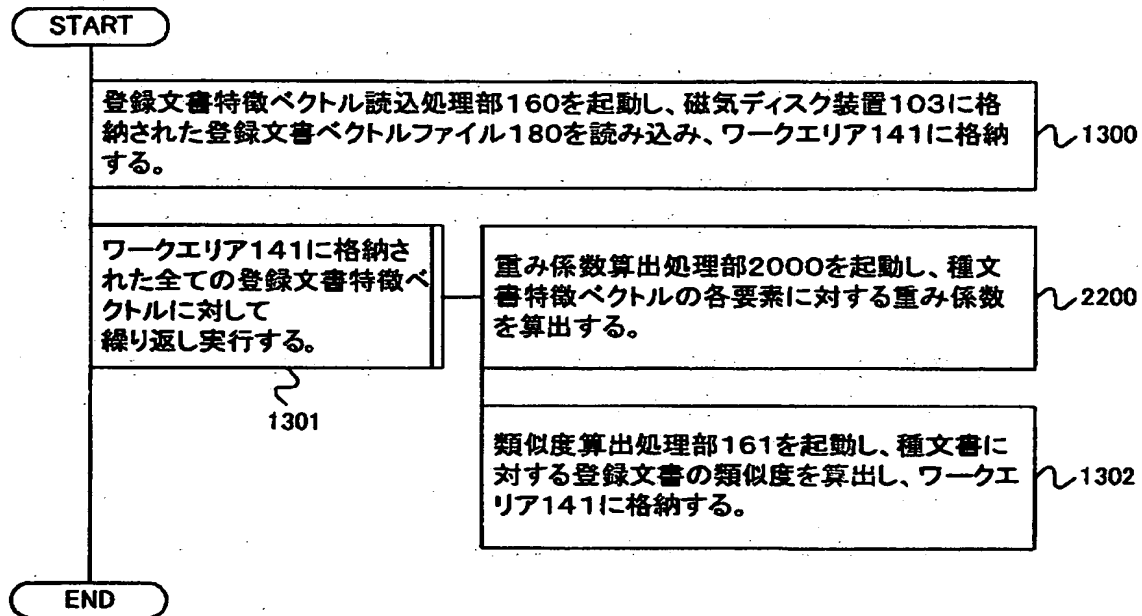 START
登録文書特徴ベクトル読込処理部160を起動し、磁気ディスク装置103に格
納された登録文書ベクトルファイル180を読み込み、ワークエリア141に格納
する。
1300
ワークエリア141に格納さ
れた全ての登録文書特徴ベ
クトルに対して
繰り返し実行する。
1301
重み係数算出処理部2000を起動し、種文
書特徴ベクトルの各要素に対する重み係数
を算出する。
2200
類似度算出処理部161を起動し、種文書に
対する登録文書の類似度を算出し、ワークエ
リア141に格納する。
1302
END